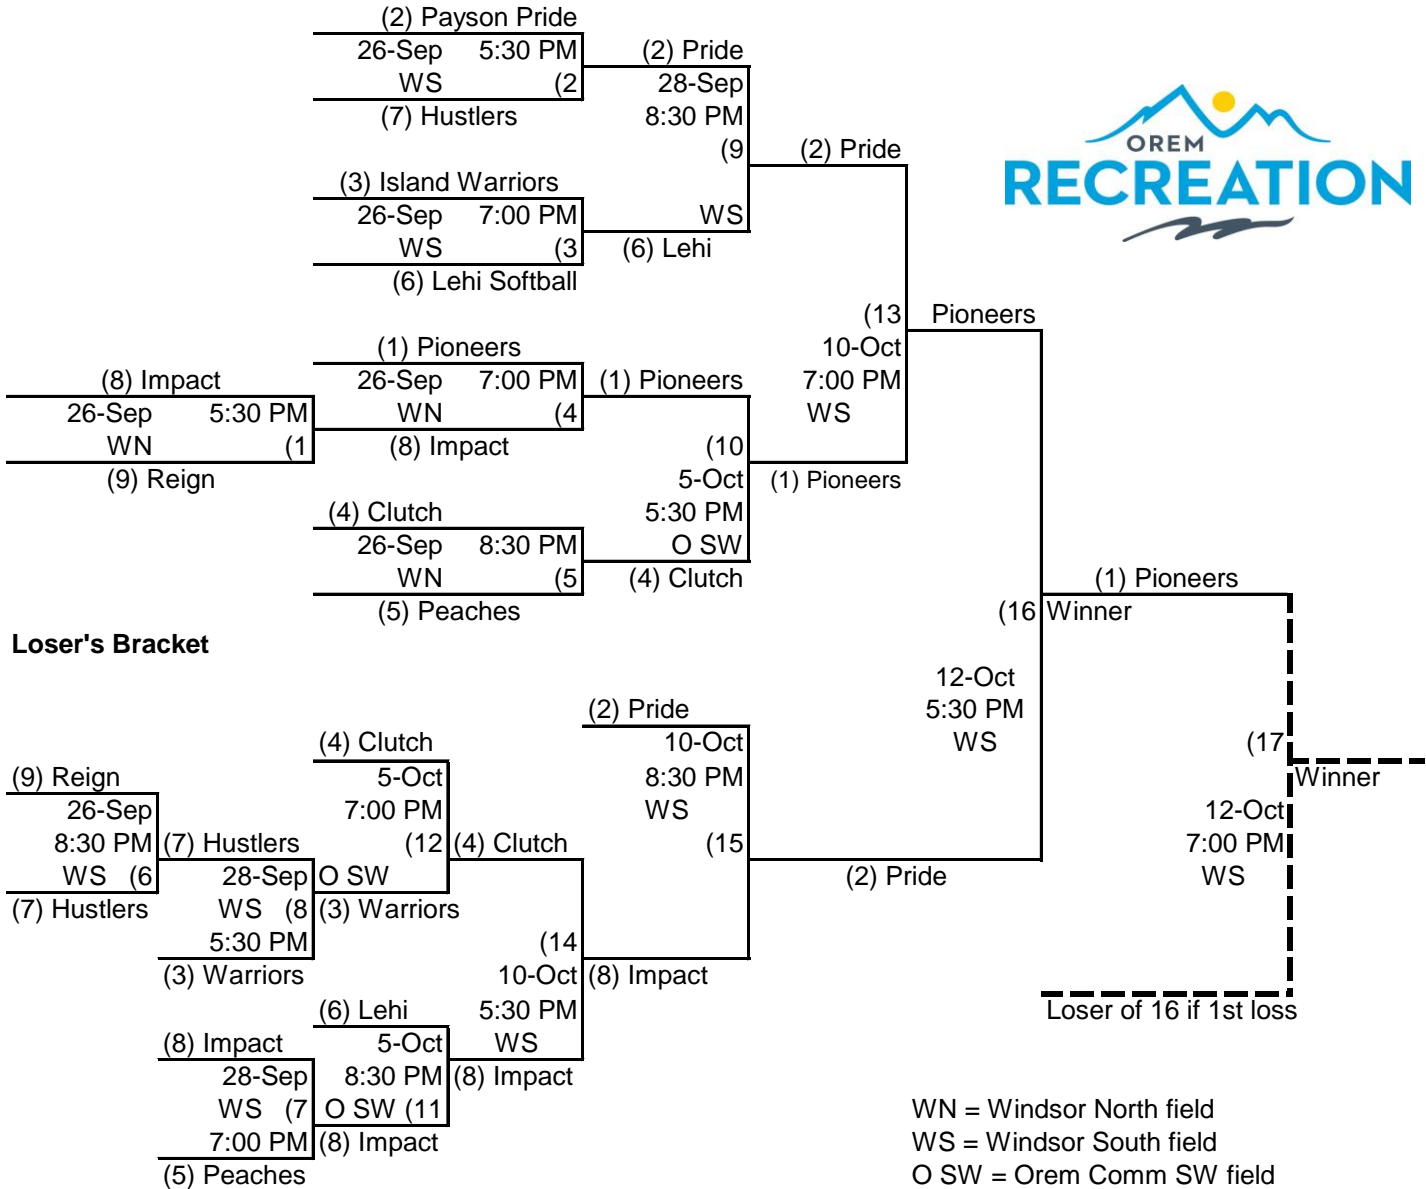 (2) Payson Pride
26-Sep 5:30 PM
(2) Pride
WS (2
28-Sep
(7) Hustlers
8:30 PM
(9
(2) Pride
OREM
RECREATION
(3) Island Warriors
26-Sep 7:00 PM
WS
WS (3
(6) Lehi
(6) Lehi Softball
(13
Pioneers
(1) Pioneers
10-Oct
(8) Impact
26-Sep 7:00 PM
(1) Pioneers
7:00 PM
26-Sep 5:30 PM
WN (4
WS
WN (1
(8) Impact
(10
(9) Reign
5-Oct
(1) Pioneers
(4) Clutch
5:30 PM
26-Sep 8:30 PM
O SW
WN (5
(4) Clutch
(1) Pioneers
(5) Peaches
(16
Winner
Loser's Bracket
12-Oct
(2) Pride
5:30 PM
(4) Clutch
10-Oct
WS
(17
(9) Reign
5-Oct
8:30 PM
Winner
26-Sep
7:00 PM
WS
12-Oct
8:30 PM
(7) Hustlers
(12
(4) Clutch
(15
7:00 PM
WS (6
28-Sep
O SW
(2) Pride
WS
(7) Hustlers
WS (8
(3) Warriors
5:30 PM
(14
(3) Warriors
10-Oct
(8) Impact
(6) Lehi
5:30 PM
Loser of 16 if 1st loss
(8) Impact
5-Oct
WS
28-Sep
8:30 PM
(8) Impact
WS (7
O SW (11
WN = Windsor North field
7:00 PM
(8) Impact
WS = Windsor South field
(5) Peaches
O SW = Orem Comm SW field